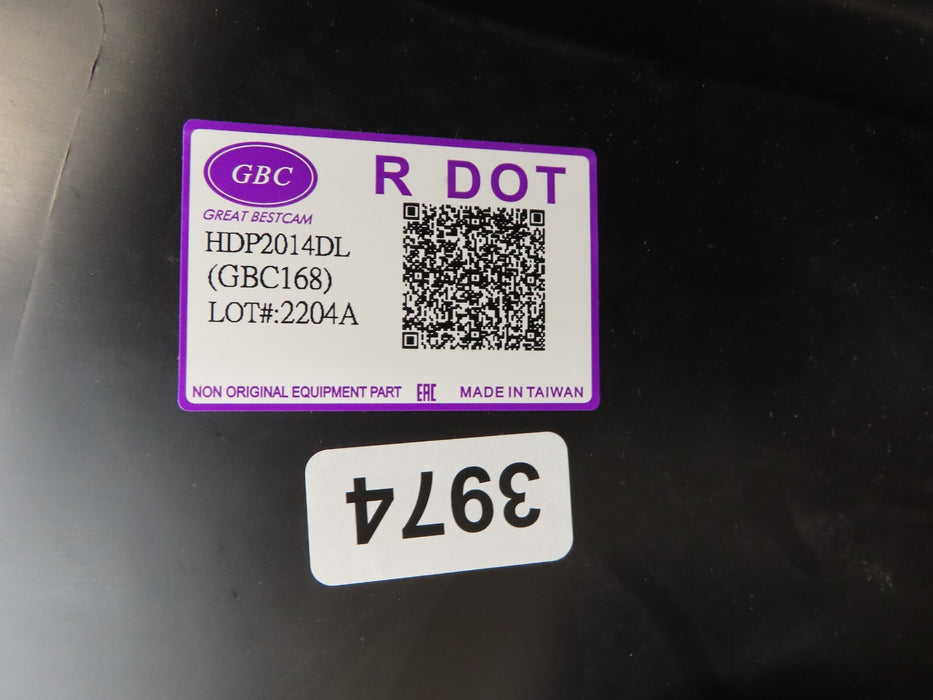 GBC
R DOT
GREAT BESTCAM
HDP2014DL
(GBC168)
LOT#:2204A
NON ORIGINAL EQUIPMENT PART EAC MADE IN TAIWAN
3974